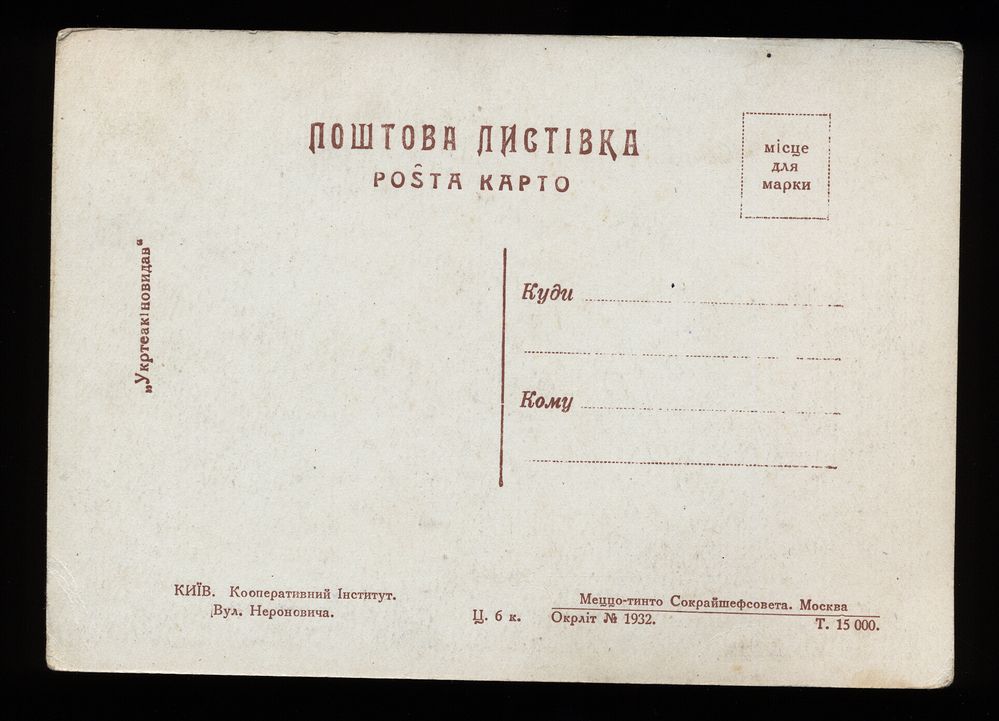 ПОШТОВА ЛИСТІВКА
POŜTA KAPTO
місце
для
марки
„Укртеакіновидав“
Куди
Кому
КИЇВ. Кооперативний Інститут.
Вул. Нероновича.
Ц. 6 к.
Меццо-тинто Сокрайшефсовета. Москва
Окрліт № 1932.
Т. 15 000.